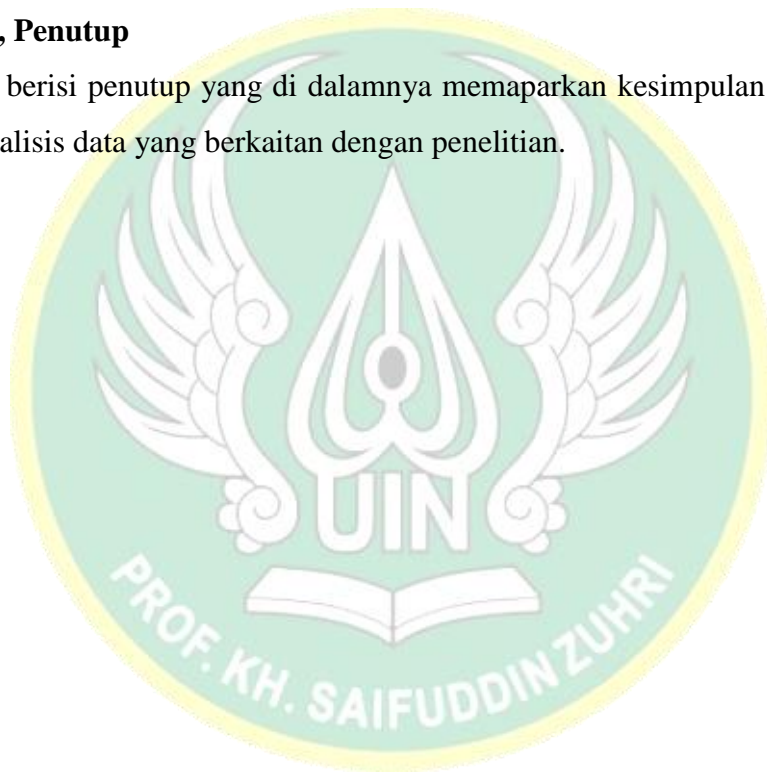 , Penutup
berisi penutup yang di dalamnya memaparkan kesimpulan
alisis data yang berkaitan dengan penelitian.
UIN
PROF. KH. SAIFUDDIN ZUHRI